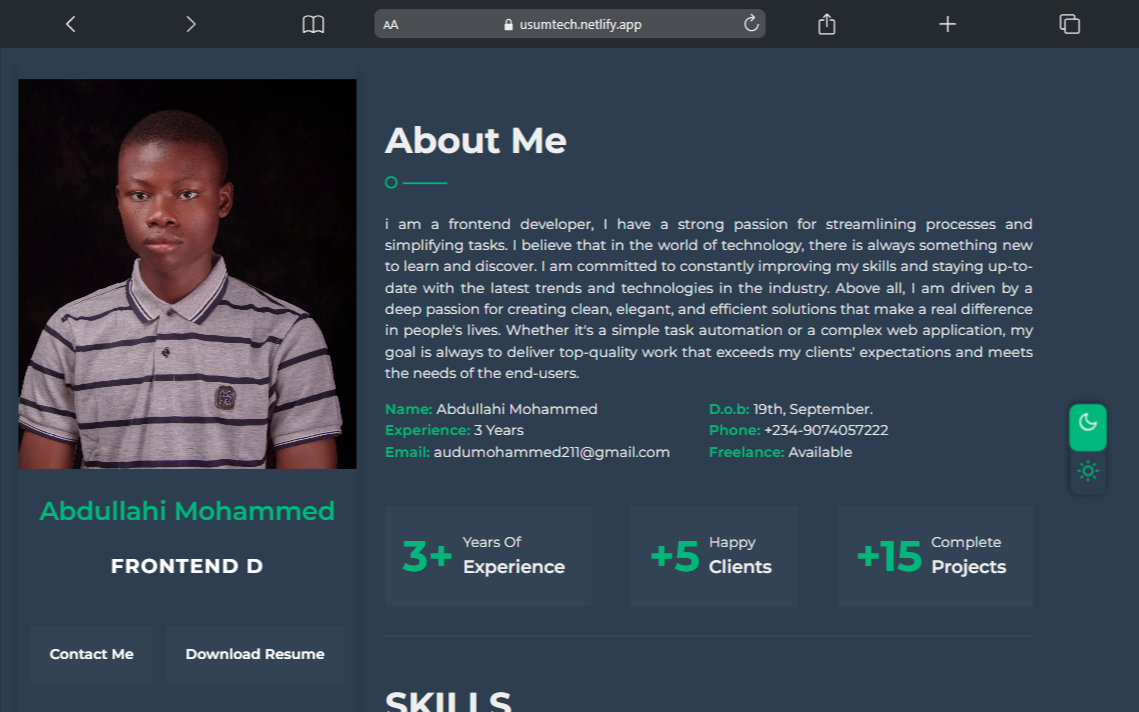 AA
usumtech.netlify.app
Abdullahi Mohammed
FRONTEND D
Contact Me
Download Resume
About Me
i am a frontend developer, I have a strong passion for streamlining processes and
simplifying tasks. I believe that in the world of technology, there is always something new
to learn and discover. I am committed to constantly improving my skills and staying up-to-
date with the latest trends and technologies in the industry. Above all, I am driven by a
deep passion for creating clean, elegant, and efficient solutions that make a real difference
in people's lives. Whether it's a simple task automation or a complex web application, my
goal is always to deliver top-quality work that exceeds my clients' expectations and meets
the needs of the end-users.
Name: Abdullahi Mohammed
Experience: 3 Years
Email: audumohammed211@gmail.com
D.o.b: 19th, September.
Phone: +234-9074057222
Freelance: Available
3+
Years Of
Experience
+5
Happy
Clients
+15
Complete
Projects
SKILLS